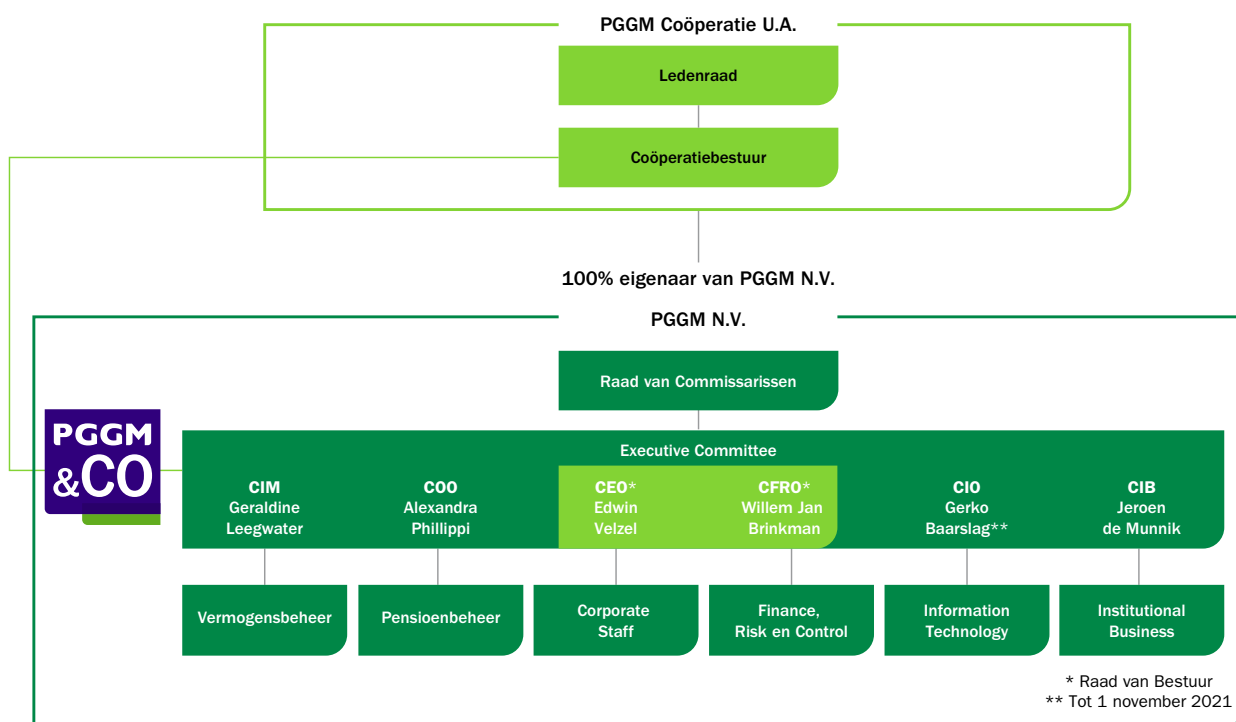 PGGM Coöperatie U.A.
Ledenraad
Coöperatiebestuur
100% eigenaar van PGGM N.V.
PGGM N.V.
Raad van Commissarissen
PGGM
&CO
Executive Committee
CIM
Geraldine
Leegwater
COO
Alexandra
Phillippi
CEO*
Edwin
Velzel
CFRO*
Willem Jan
Brinkman
CIO
Gerko
Baarslag**
CIB
Jeroen
de Munnik
Vermogensbeheer
Pensioenbeheer
Corporate
Staff
Finance,
Risk en Control
Information
Technology
Institutional
Business
* Raad van Bestuur
** Tot 1 november 2021